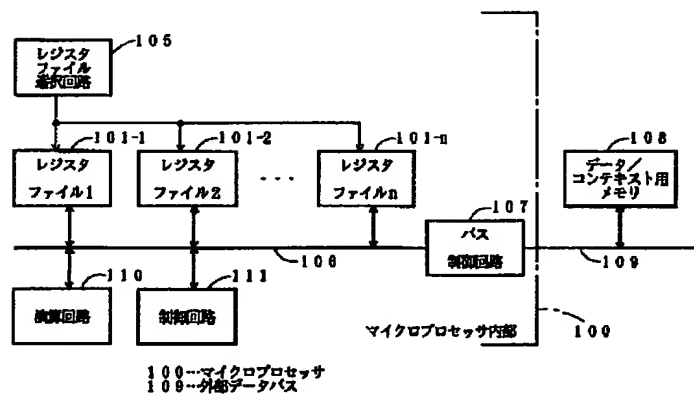 レジスタ
ファイル
選択回路
105
101-1
101-2
101-n
レジスタ
ファイル1
レジスタ
ファイル2
・・・
レジスタ
ファイルn
108
データ/
コンテキスト用
メモリ
107
バス
制御回路
106
109
110
111
演算回路
制御回路
マイクロプロセッサ内部
100
100…マイクロプロセッサ
109…外部データバス